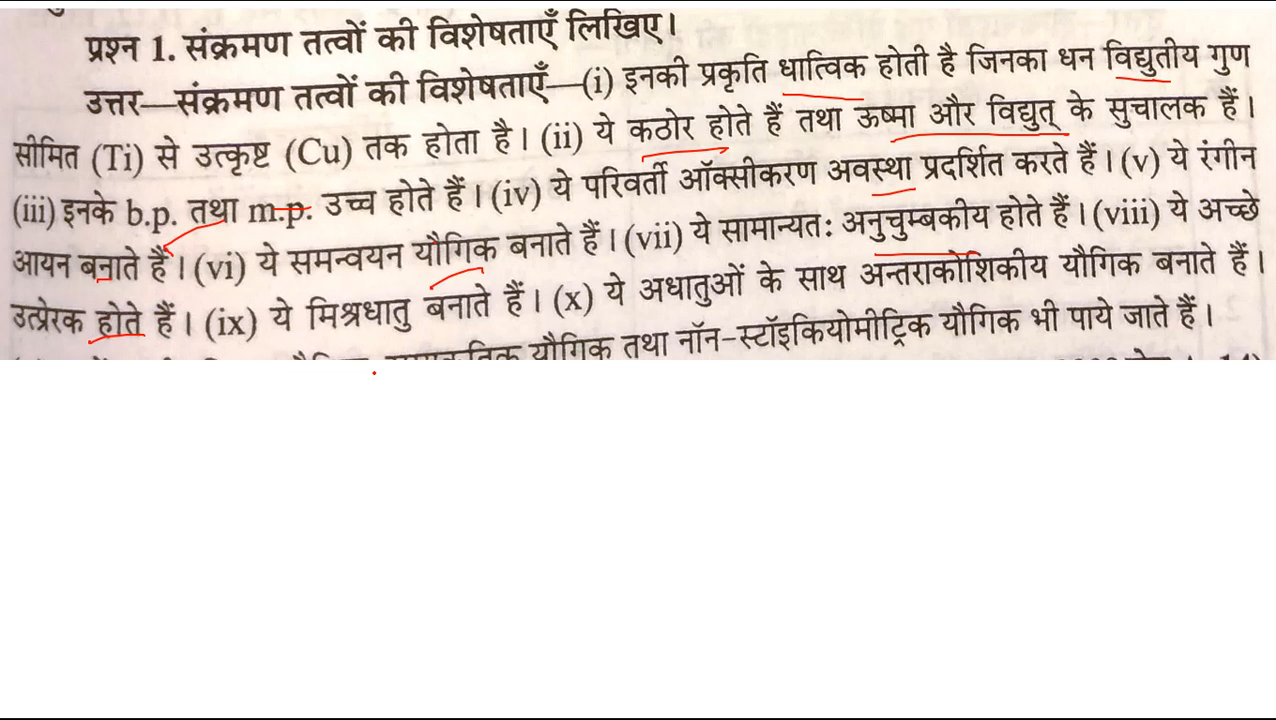 प्रश्न 1. संक्रमण तत्वों की विशेषताएँ लिखिए।
उत्तर—संक्रमण तत्वों की विशेषताएँ—(i) इनकी प्रकृति धात्विक होती है जिनका धन विद्युतीय गुण
सीमित (Ti) से उत्कृष्ट (Cu) तक होता है। (ii) ये कठोर होते हैं तथा ऊष्मा और विद्युत् के सुचालक हैं।
(iii) इनके b.p. तथा m.p. उच्च होते हैं। (iv) ये परिवर्ती ऑक्सीकरण अवस्था प्रदर्शित करते हैं। (v) ये रंगीन
आयन बनाते हैं। (vi) ये समन्वयन यौगिक बनाते हैं। (vii) ये सामान्यतः अनुचुम्बकीय होते हैं। (viii) ये अच्छे
उत्प्रेरक होते हैं। (ix) ये मिश्रधातु बनाते हैं। (x) ये अधातुओं के साथ अन्तराकोशिकीय यौगिक बनाते हैं।
यौगिक तथा नॉन-स्टॉइकियोमीट्रिक यौगिक भी पाये जाते हैं।